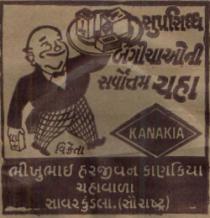 સુપ્રસિધ્ધ
બગીચાઓની
સર્વોત્તમ ચહા
KANAKIA
વિક્રેતા
ભીખુભાઇ હરજીવન કાણકિયા
ચહાવાળા
સાવરકુંડલા. (સૌરાષ્ટ્ર)